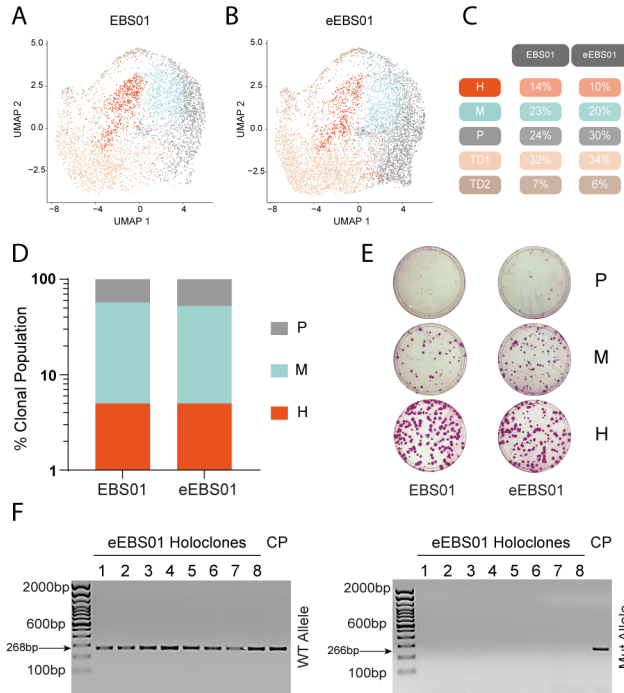 A
EBS01
5.0
2.5
0.0
−2.5
UMAP 2
−8
−4
0
4
UMAP 1
B
eEBS01
5.0
2.5
0.0
−2.5
UMAP 2
−8
−4
0
4
UMAP 1
C
EBS01 eEBS01
H 14% 10%
M 23% 20%
P 24% 30%
TD1 32% 34%
TD2 7% 6%
D
% Clonal Population
100
10
1
EBS01 eEBS01
P
M
H
E
P
M
H
EBS01 eEBS01
F
eEBS01 Holoclones CP
1 2 3 4 5 6 7 8
2000bp
600bp
268bp
100bp
WT Allele
eEBS01 Holoclones CP
1 2 3 4 5 6 7 8
2000bp
600bp
266bp
100bp
Mut Allele